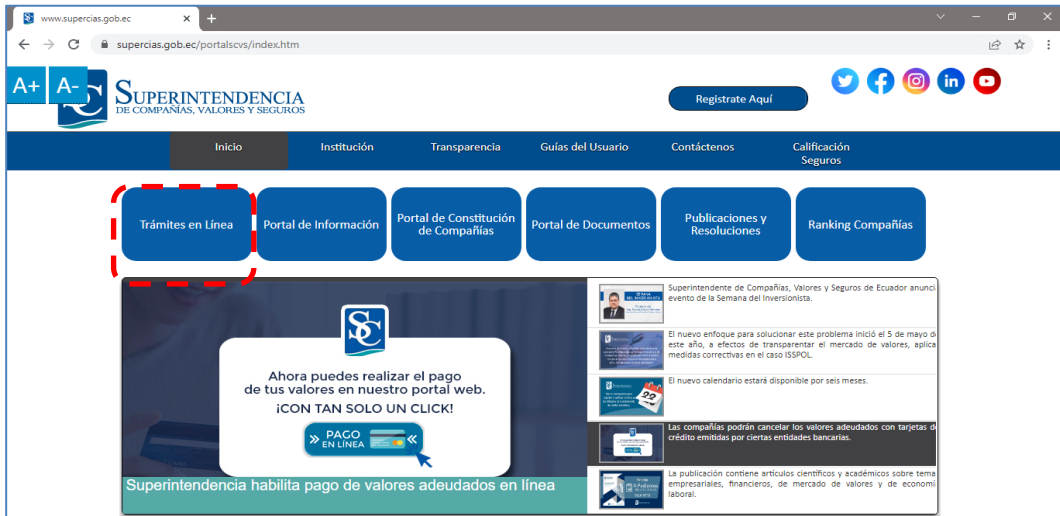 www.supercias.gob.ec
supercias.gob.ec/portalscvs/index.htm
A+ A-
SUPERINTENDENCIA
DE COMPAÑÍAS, VALORES Y SEGUROS
Registrate Aquí
Inicio
Institución
Transparencia
Guías del Usuario
Contáctenos
Calificación
Seguros
Trámites en Línea
Portal de Información
Portal de Constitución
de Compañías
Portal de Documentos
Publicaciones y
Resoluciones
Ranking Compañías
Ahora puedes realizar el pago
de tus valores en nuestro portal web.
¡CON TAN SOLO UN CLICK!
PAGO
EN LÍNEA
Superintendencia habilita pago de valores adeudados en línea
Superintendente de Compañías, Valores y Seguros de Ecuador anunci
evento de la Semana del Inversionista.
El nuevo enfoque para solucionar este problema inició el 5 de mayo d
este año, a efectos de transparentar el mercado de valores, aplica
medidas correctivas en el caso ISSPOL.
22
El nuevo calendario estará disponible por seis meses.
Las compañías podrán cancelar los valores adeudados con tarjetas d
crédito emitidas por ciertas entidades bancarias.
La publicación contiene artículos científicos y académicos sobre tema
empresariales, financieros, de mercado de valores y de economí
laboral.